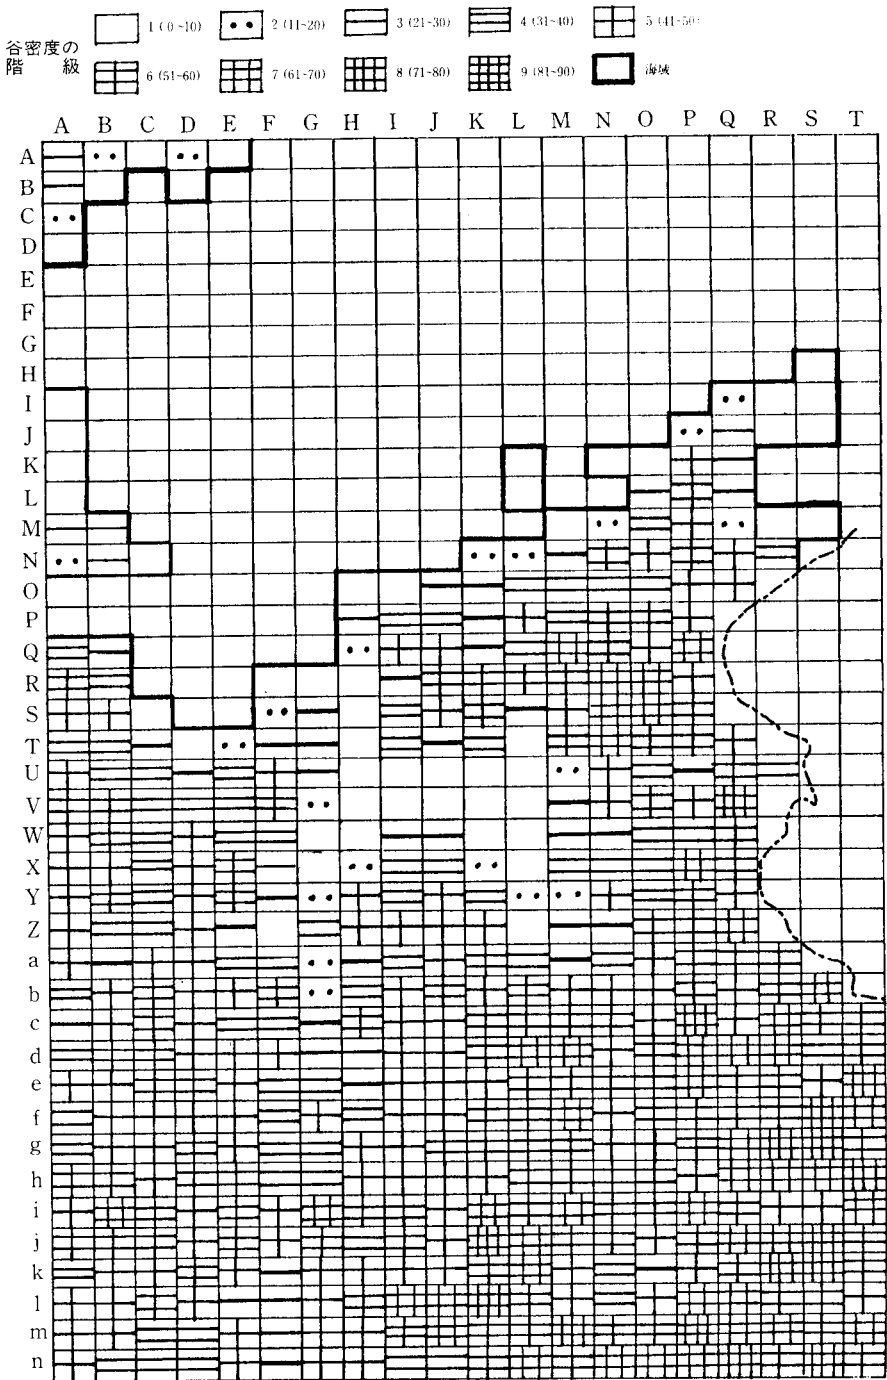 谷密度の
階 級
1 (0~10) 2 (11~20) 3 (21~30) 4 (31~40) 5 (41~50)
6 (51~60) 7 (61~70) 8 (71~80) 9 (81~90) 海域
A B C D E F G H I J K L M N O P Q R S T
A
B
C
D
E
F
G
H
I
J
K
L
M
N
O
P
Q
R
S
T
U
V
W
X
Y
Z
a
b
c
d
e
f
g
h
i
j
k
l
m
n